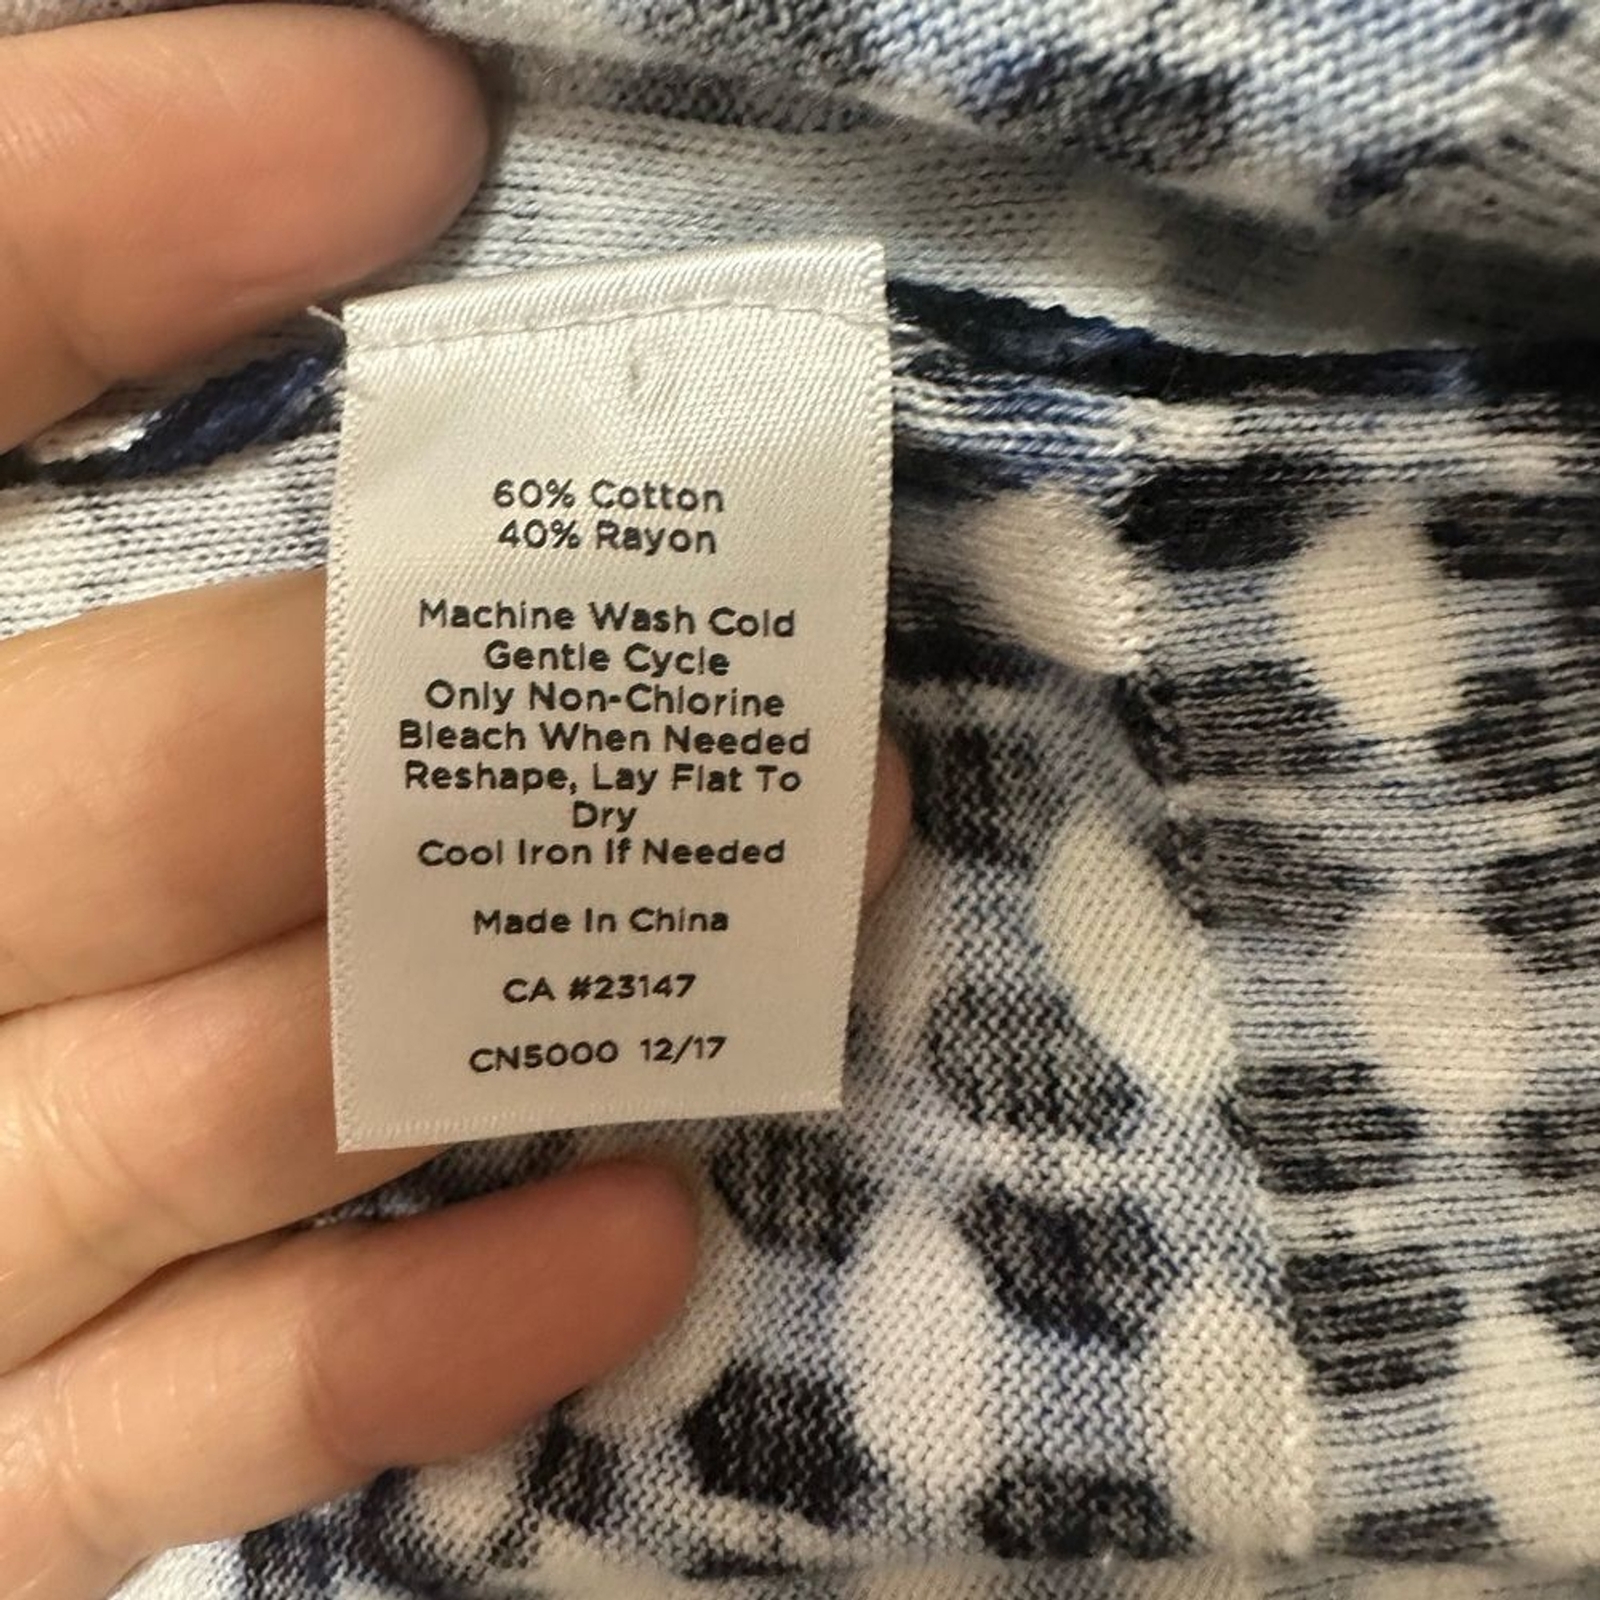 60% Cotton
40% Rayon
Machine Wash Cold
Gentle Cycle
Only Non-Chlorine
Bleach When Needed
Reshape, Lay Flat To
Dry
Cool Iron If Needed
Made In China
CA #23147
CN5000 12/17